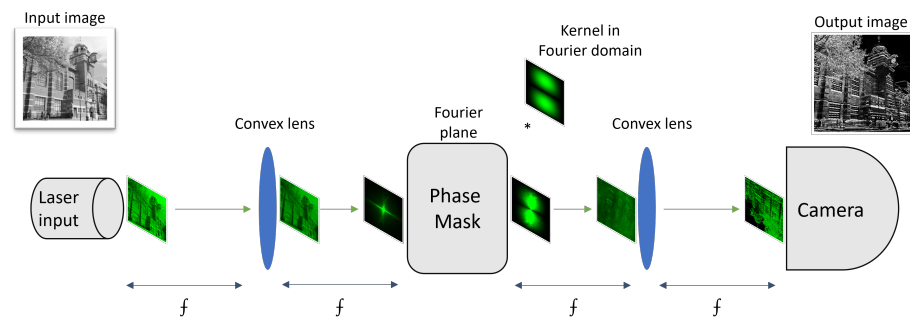 Input image
Kernel in
Fourier domain
Output image
Convex lens
Fourier
plane
*
Convex lens
Laser
input
Phase
Mask
Camera
f
f
f
f